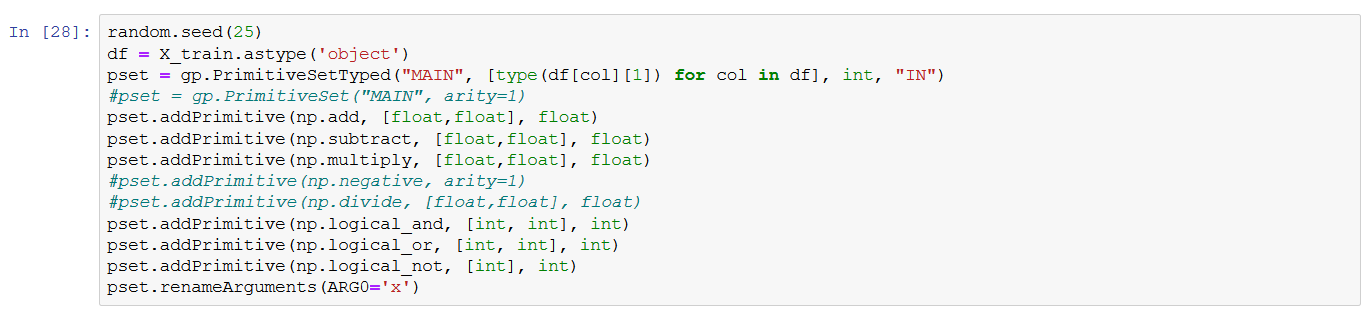 In [28]: random.seed(25)
df = X_train.astype('object')
pset = gp.PrimitiveSetTyped("MAIN", [type(df[col][1]) for col in df], int, "IN")
#pset = gp.PrimitiveSet("MAIN", arity=1)
pset.addPrimitive(np.add, [float,float], float)
pset.addPrimitive(np.subtract, [float,float], float)
pset.addPrimitive(np.multiply, [float,float], float)
#pset.addPrimitive(np.negative, arity=1)
#pset.addPrimitive(np.divide, [float,float], float)
pset.addPrimitive(np.logical_and, [int, int], int)
pset.addPrimitive(np.logical_or, [int, int], int)
pset.addPrimitive(np.logical_not, [int], int)
pset.renameArguments(ARG0='x')